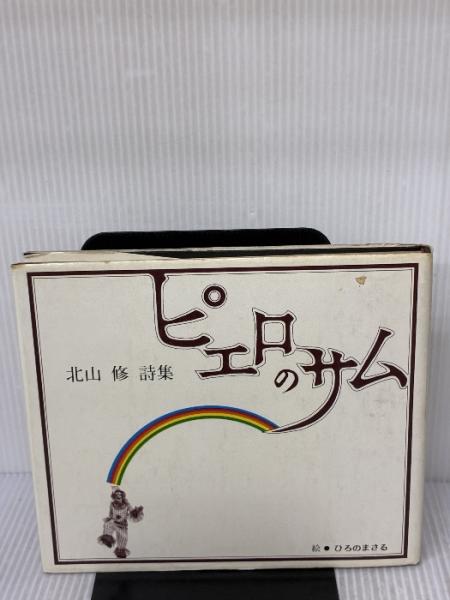 ピエロのサム
北山 修 詩集
絵●ひろのまさる